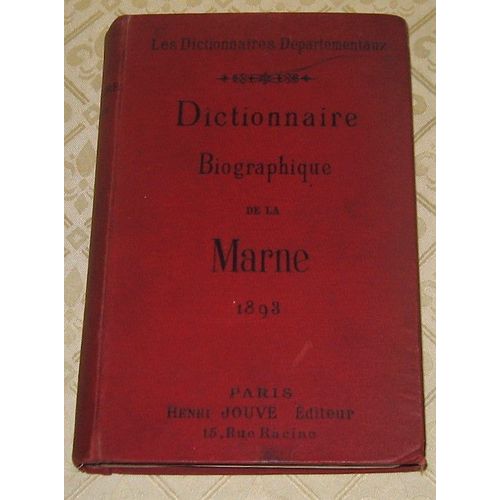 Les Dictionnaires Départementaux
Dictionnaire
Biographique
DE LA
Marne
1893
PARIS
HENRI JOUVE Éditeur
15, Rue Racine